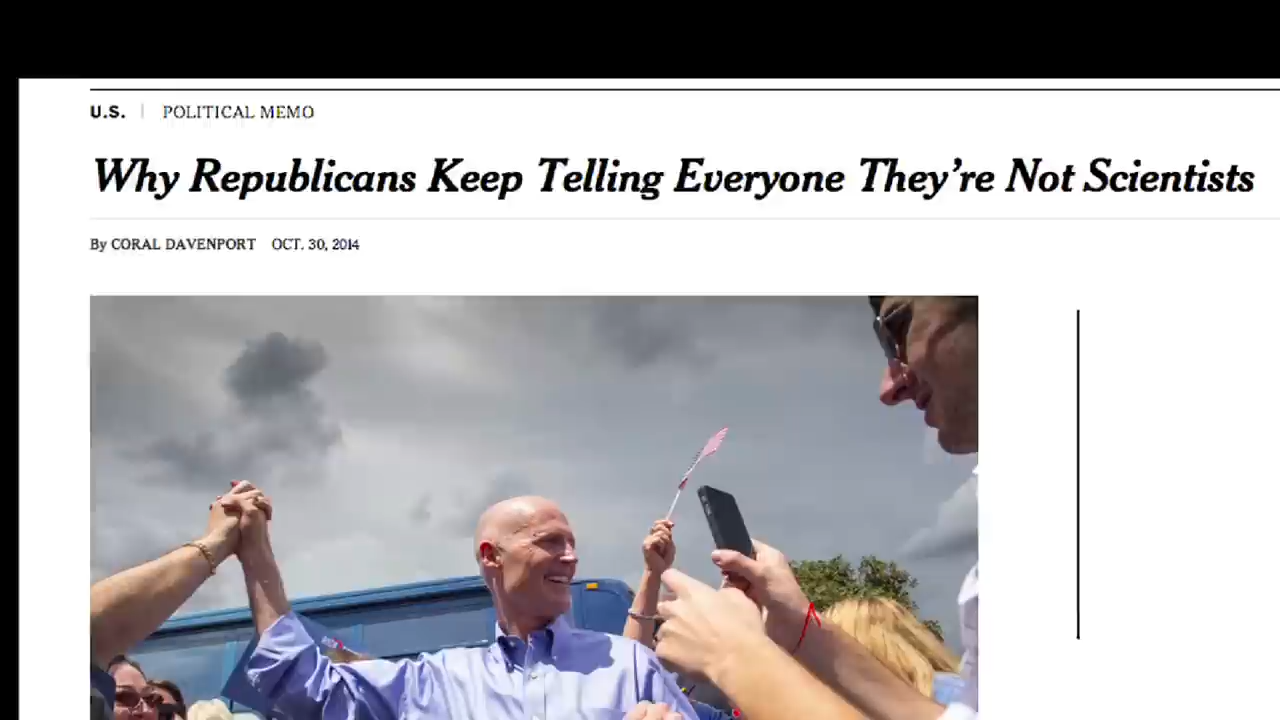 U.S. | POLITICAL MEMO
Why Republicans Keep Telling Everyone They're Not Scientists
By CORAL DAVENPORT OCT. 30, 2014